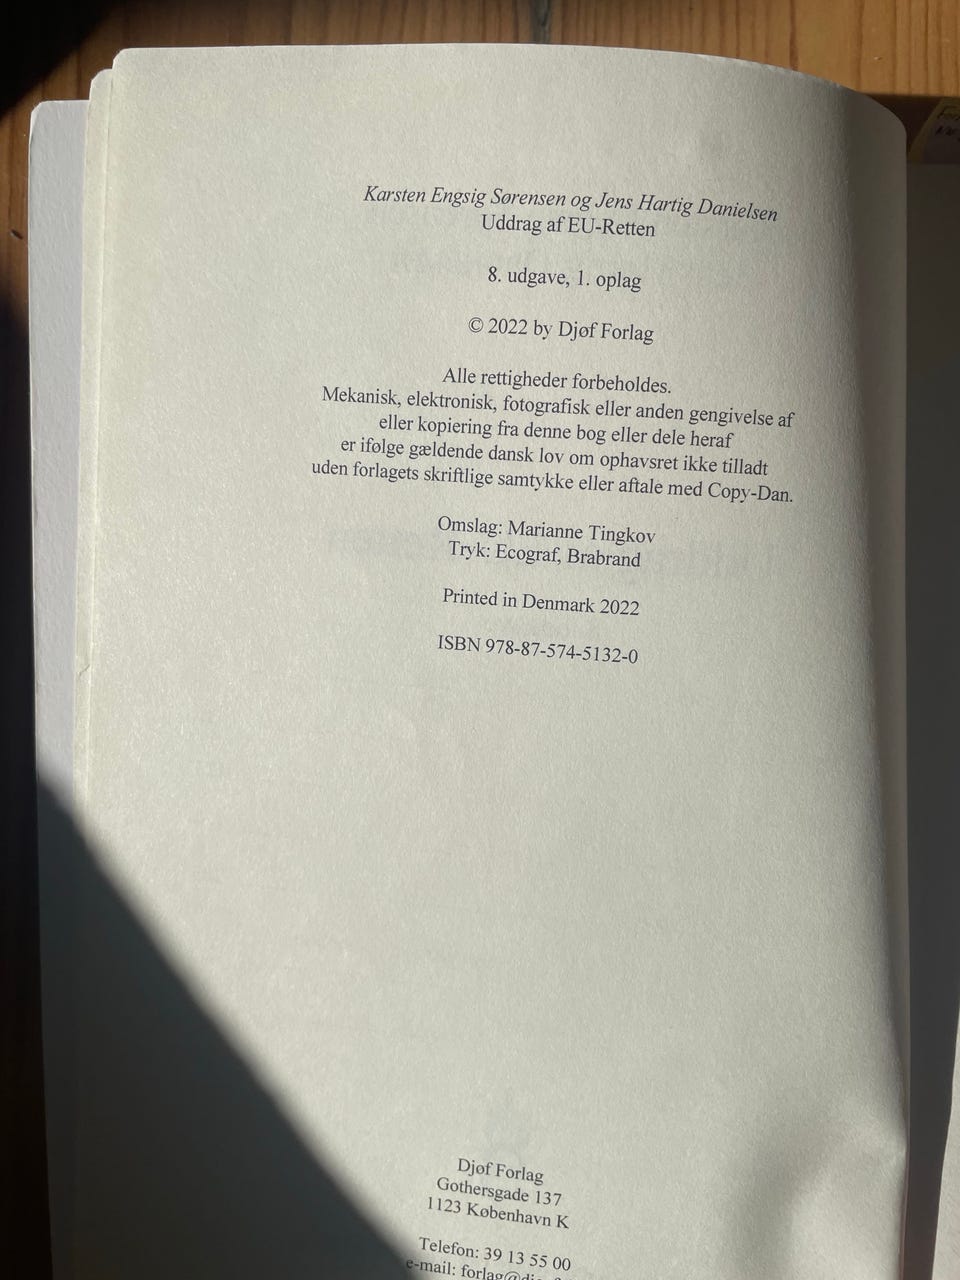 Karsten Engsig Sørensen og Jens Hartig Danielsen
Uddrag af EU-Retten
8. udgave, 1. oplag
© 2022 by Djøf Forlag
Alle rettigheder forbeholdes.
Mekanisk, elektronisk, fotografisk eller anden gengivelse af
eller kopiering fra denne bog eller dele heraf
er ifølge gældende dansk lov om ophavsret ikke tilladt
uden forlagets skriftlige samtykke eller aftale med Copy-Dan.
Omslag: Marianne Tingkov
Tryk: Ecograf, Brabrand
Printed in Denmark 2022
ISBN 978-87-574-5132-0
Djøf Forlag
Gothersgade 137
1123 København K
Telefon: 39 13 55 00
e-mail: